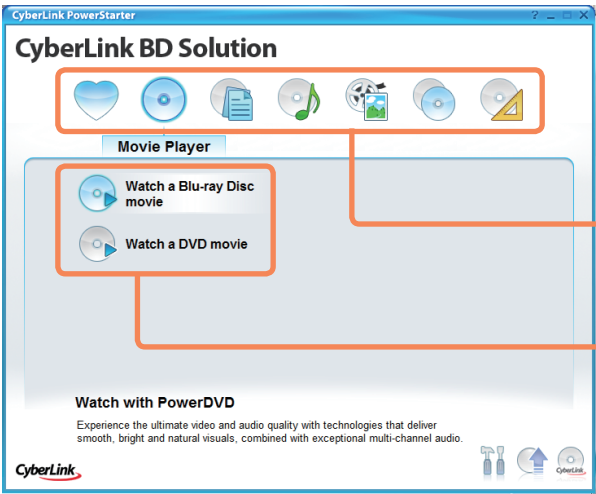 CyberLink PowerStarter
CyberLink BD Solution
Movie Player
Watch a Blu-ray Disc
movie
Watch a DVD movie
Watch with PowerDVD
Experience the ultimate video and audio quality with technologies that deliver
smooth, bright and natural visuals, combined with exceptional multi-channel audio.
CyberLink
CyberLink